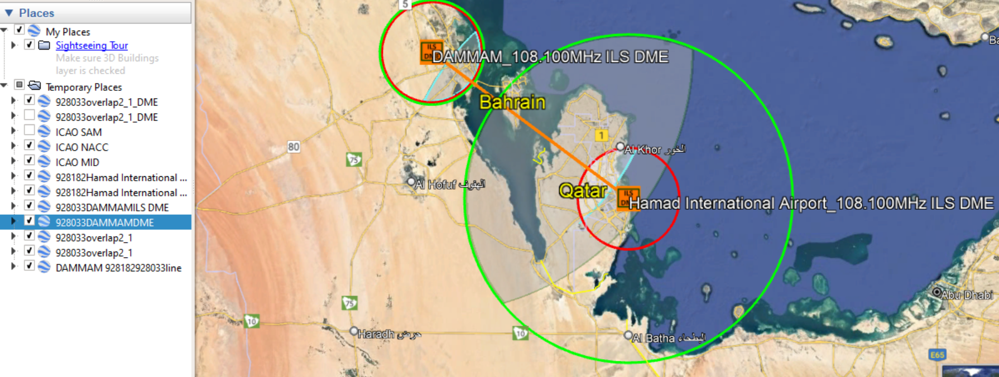 Places
My Places
Sightseeing Tour
Make sure 3D Buildings
layer is checked
Temporary Places
928033overlap2_1_DME
928033overlap2_1_DME
ICAO SAM
ICAO NACC
ICAO MID
928182Hamad International ...
928182Hamad International ...
928033DAMMAMILS DME
928033DAMMAMDME
928033overlap2_1
928033overlap2_1
DAMMAM 928182928033line
5
ILS
DAMMAM_108.100MHz ILS DME
Ba
Bahrain
1
80
Al Khor الخور
75
Al Hofuf الهفوف
Qatar
ILS
Hamad International Airport_108.100MHz ILS DME
Abu Dhabi
75
10
Haradh حرض
10
Al Batha البطحاء
E65